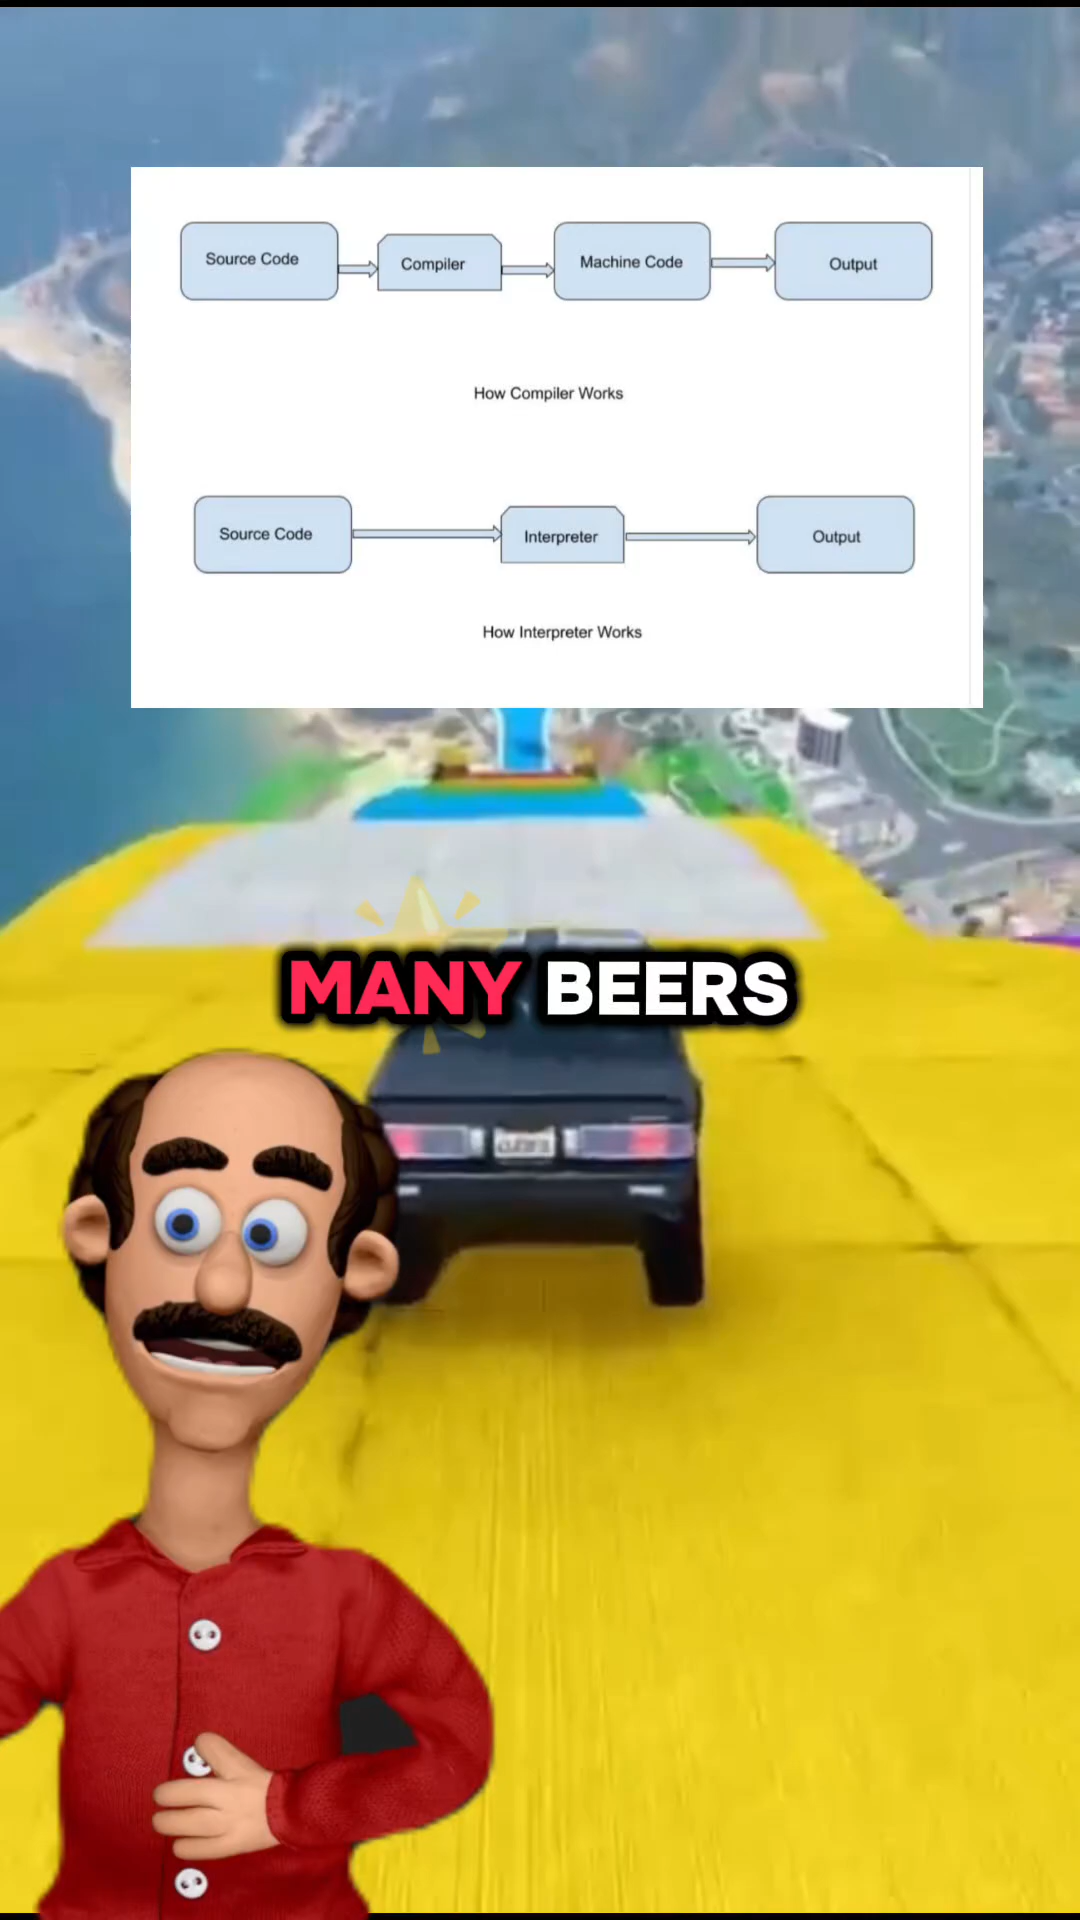 Source Code
Compiler
Machine Code
Output
How Compiler Works
Source Code
Interpreter
Output
How Interpreter Works
MANY BEERS